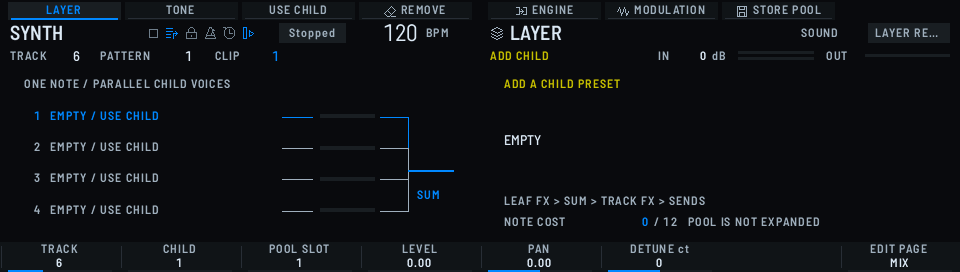 LAYER TONE USE CHILD REMOVE ENGINE MODULATION STORE POOL
SYNTH Stopped 120 BPM LAYER SOUND LAYER RE...
TRACK 6 PATTERN 1 CLIP 1 ADD CHILD IN 0 dB OUT
ONE NOTE / PARALLEL CHILD VOICES ADD A CHILD PRESET
1 EMPTY / USE CHILD
EMPTY
2 EMPTY / USE CHILD
3 EMPTY / USE CHILD
SUM
LEAF FX > SUM > TRACK FX > SENDS
4 EMPTY / USE CHILD
NOTE COST 0 / 12 POOL IS NOT EXPANDED
TRACK CHILD POOL SLOT LEVEL PAN DETUNE ct EDIT PAGE
6 1 1 0.00 0.00 0 MIX